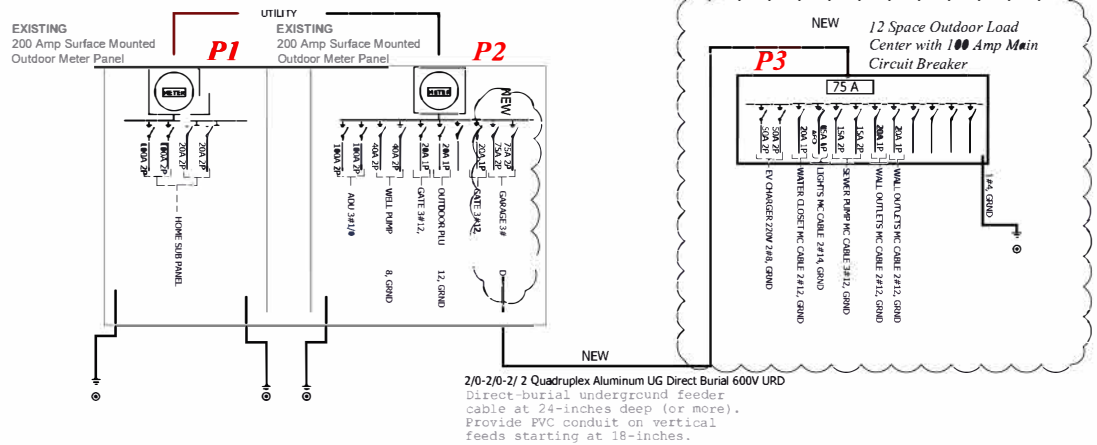 UTILITY
EXISTING
200 Amp Surface Mounted
Outdoor Meter Panel
P1
EXISTING
200 Amp Surface Mounted
Outdoor Meter Panel
P2
METER
METER
NEW
100A 2P
100A 2P
20A 2P
20A 2P
HOME SUB PANEL
100A 2P
100A 2P
40A 2P
40A 2P
20A 1P
20A 1P
20A 1P
75A 2P
75A 2P
ADU 3#1/0
WELL PUMP
8, GRND
GATE 3#12,
OUTDOOR PLU
12, GRND
GATE 3#12,
GARAGE 3#
D
NEW
12 Space Outdoor Load
Center with 100 Amp Main
Circuit Breaker
P3
75 A
50A 2P
50A 2P
20A 1P
15A 1P
15A 2P
15A 2P
20A 1P
20A 1P
EV CHARGER 220V 2#8, GRND
WATER CLOSET MC CABLE 2#12, GRND
LIGHTS MC CABLE 2#14, GRND
SEWER PUMP MC CABLE 3#12, GRND
WALL OUTLETS MC CABLE 2#12, GRND
WALL OUTLETS MC CABLE 2#12, GRND
1#4, GRND
NEW
2/0-2/0-2/ 2 Quadruplex Aluminum UG Direct Burial 600V URD
Direct-burial underground feeder
cable at 24-inches deep (or more).
Provide PVC conduit on vertical
feeds starting at 18-inches.